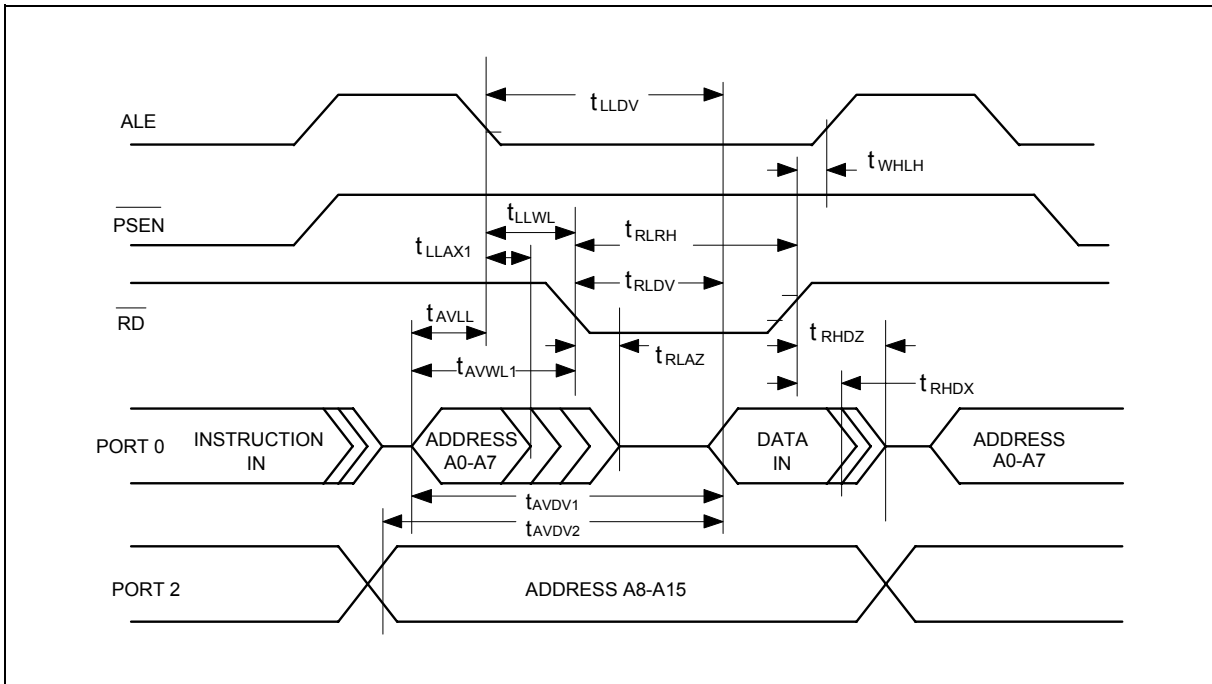 tLLDV
ALE
tWHLH
PSEN
tLLWL
tRLRH
tLLAX1
tRLDV
RD
tAVLL
tRHDZ
tRLAZ
tAVWL1
tRHDX
PORT 0
INSTRUCTION
IN
ADDRESS
A0-A7
DATA
IN
ADDRESS
A0-A7
tAVDV1
tAVDV2
PORT 2
ADDRESS A8-A15